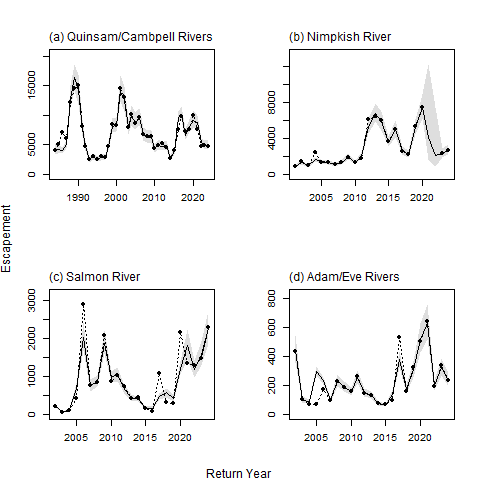 (a) Quinsam/Cambpell Rivers
(b) Nimpkish River
0 5000 15000
1990 2000 2010 2020
0 4000 8000
2005 2010 2015 2020
Escapement
(c) Salmon River
(d) Adam/Eve Rivers
0 1000 2000 3000
2005 2010 2015 2020
0 200 400 600 800
2005 2010 2015 2020
Return Year